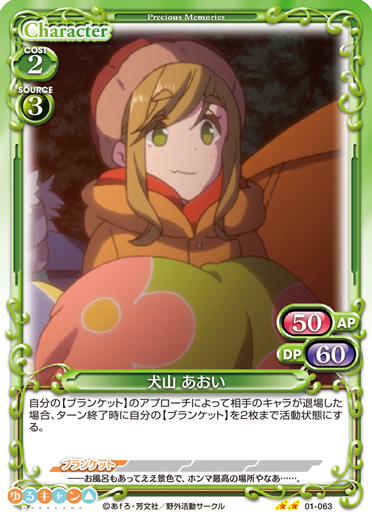 Precious Memories
Character
COST
2
SOURCE
3
50 AP
DP 60
犬山 あおい
自分の【ブランケット】のアプローチによって相手のキャラが退場した
場合、ターン終了時に自分の【ブランケット】を2枚まで活動状態にす
る。
ブランケット
──お風呂もあってええ景色で、ホンマ最高の場所やなあ……。
ゆるキャン△
©あfろ・芳文社／野外活動サークル
01-063